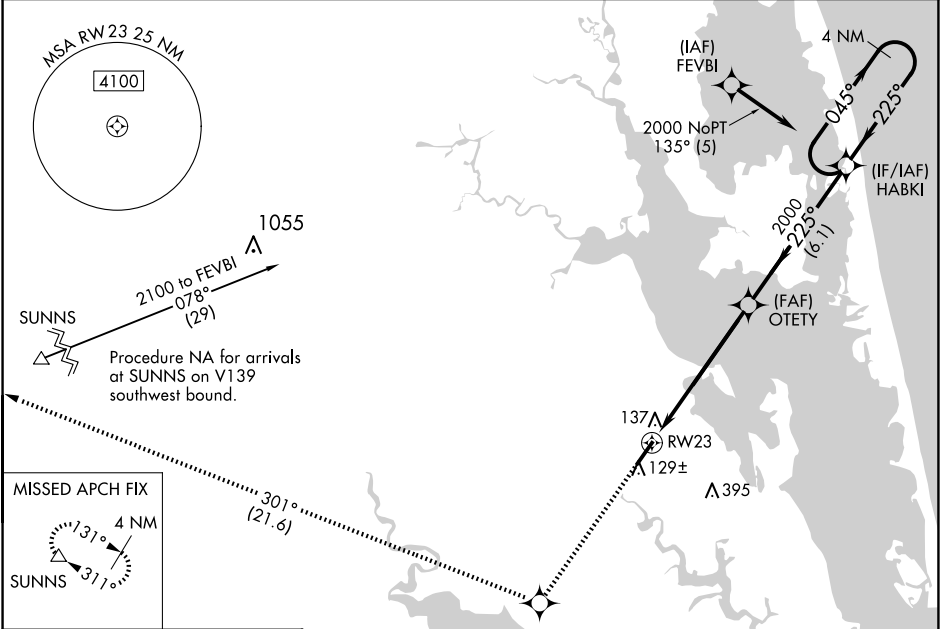 MSA RW23 25 NM
4100
(IAF)
FEVBI
4 NM
045°
225°
2000 NoPT
135° (5)
(IF/IAF)
HABKI
2000
225°
(6.1)
1055
2100 to FEVBI
078°
(29)
SUNNS
(FAF)
OTETY
Procedure NA for arrivals
at SUNNS on V139
southwest bound.
137
RW23
129±
395
301°
(21.6)
MISSED APCH FIX
4 NM
131°
311°
SUNNS